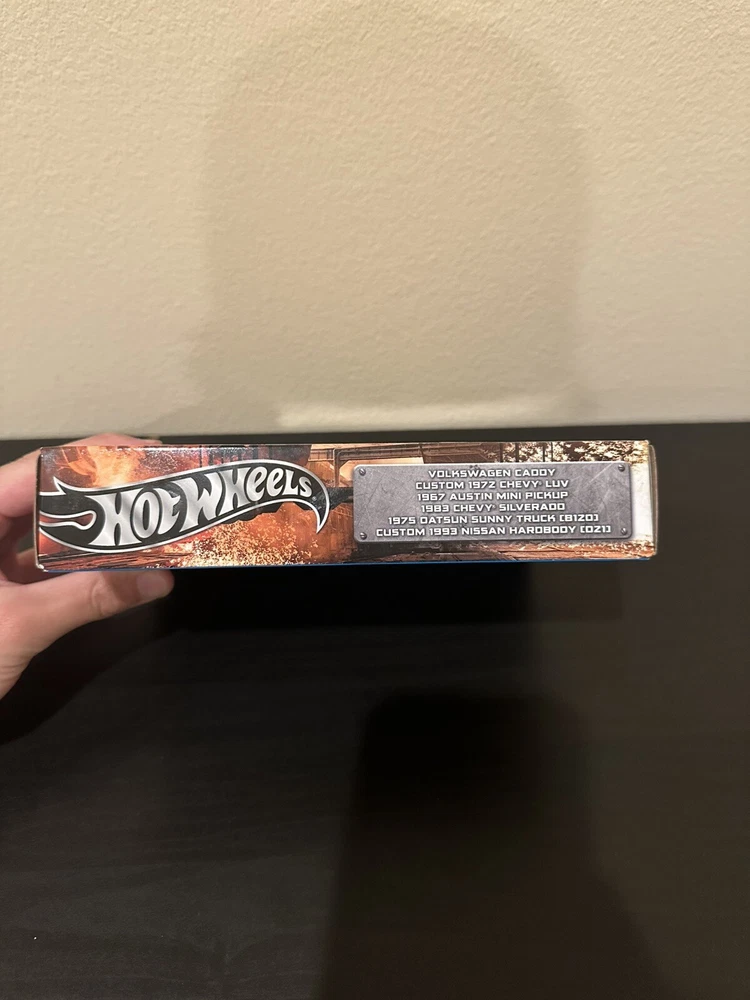 HOT WHEELS
VOLKSWAGEN CADDY
CUSTOM 1972 CHEVY® LUV
1967 AUSTIN MINI PICKUP
1983 CHEVY® SILVERADO
1975 DATSUN SUNNY TRUCK [B120]
CUSTOM 1993 NISSAN HARDBODY [D21]